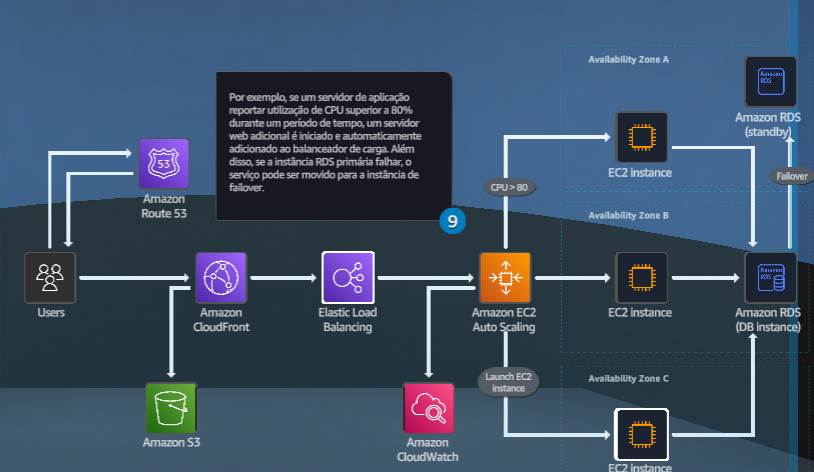 Availability Zone A
Amazon
RDS
Amazon RDS
(standby)
Por exemplo, se um servidor de aplicação
reportar utilização de CPU superior a 80%
durante um período de tempo, um servidor
web adicional é iniciado e automaticamente
adicionado ao balanceador de carga. Além
disso, se a instância RDS primária falhar, o
serviço pode ser movido para a instância de
failover.
9
53
Amazon
Route 53
EC2 instance
CPU > 80
Failover
Availability Zone B
Users
Amazon
CloudFront
Elastic Load
Balancing
Amazon EC2
Auto Scaling
EC2 instance
Amazon
RDS
Amazon RDS
(DB instance)
Launch EC2
instance
Availability Zone C
Amazon S3
Amazon
CloudWatch
EC2 instance